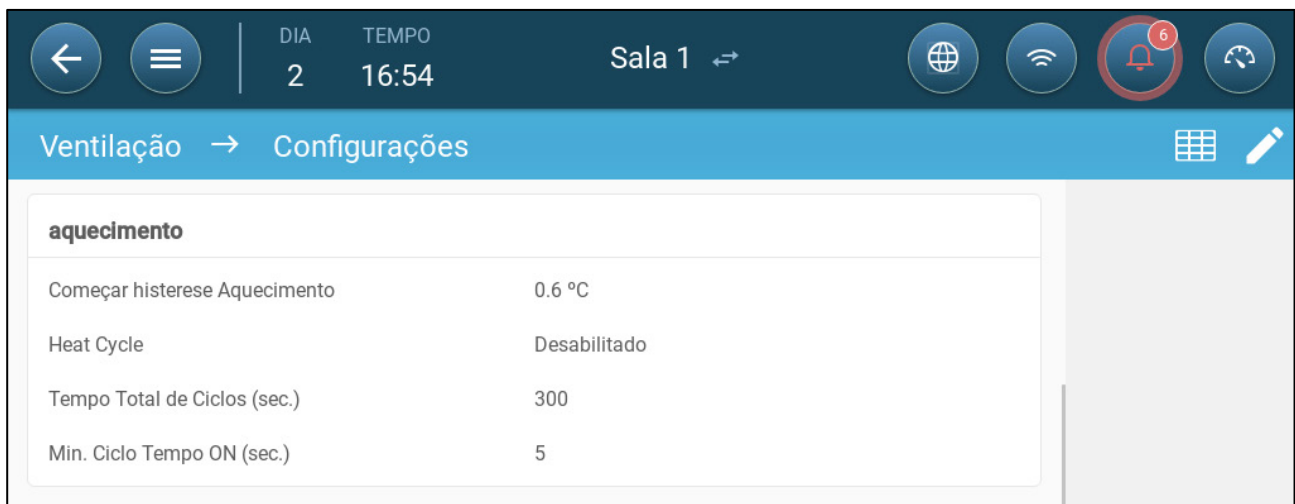 DIA TEMPO
2 16:54 Sala 1 6
Ventilação → Configurações
aquecimento
Começar histerese Aquecimento 0.6 ºC
Heat Cycle Desabilitado
Tempo Total de Ciclos (sec.) 300
Min. Ciclo Tempo ON (sec.) 5